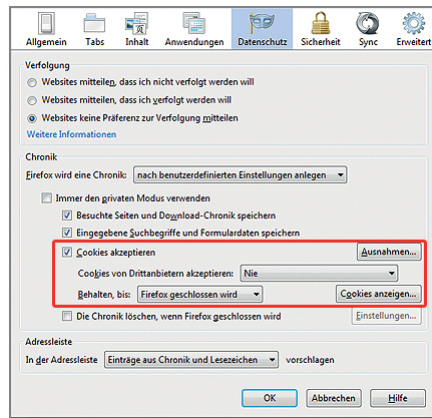 Allgemein Tabs Inhalt Anwendungen Datenschutz Sicherheit Sync Erweitert
Verfolgung
Websites mitteilen, dass ich nicht verfolgt werden will
Websites mitteilen, dass ich verfolgt werden will
Websites keine Präferenz zur Verfolgung mitteilen
Weitere Informationen
Chronik
Firefox wird eine Chronik: nach benutzerdefinierten Einstellungen anlegen
Immer den privaten Modus verwenden
Besuchte Seiten und Download-Chronik speichern
Eingegebene Suchbegriffe und Formulardaten speichern
Cookies akzeptieren Ausnahmen...
Cookies von Drittanbietern akzeptieren: Nie
Behalten, bis: Firefox geschlossen wird Cookies anzeigen...
Die Chronik löschen, wenn Firefox geschlossen wird Einstellungen...
Adressleiste
In der Adressleiste Einträge aus Chronik und Lesezeichen vorschlagen
OK Abbrechen Hilfe